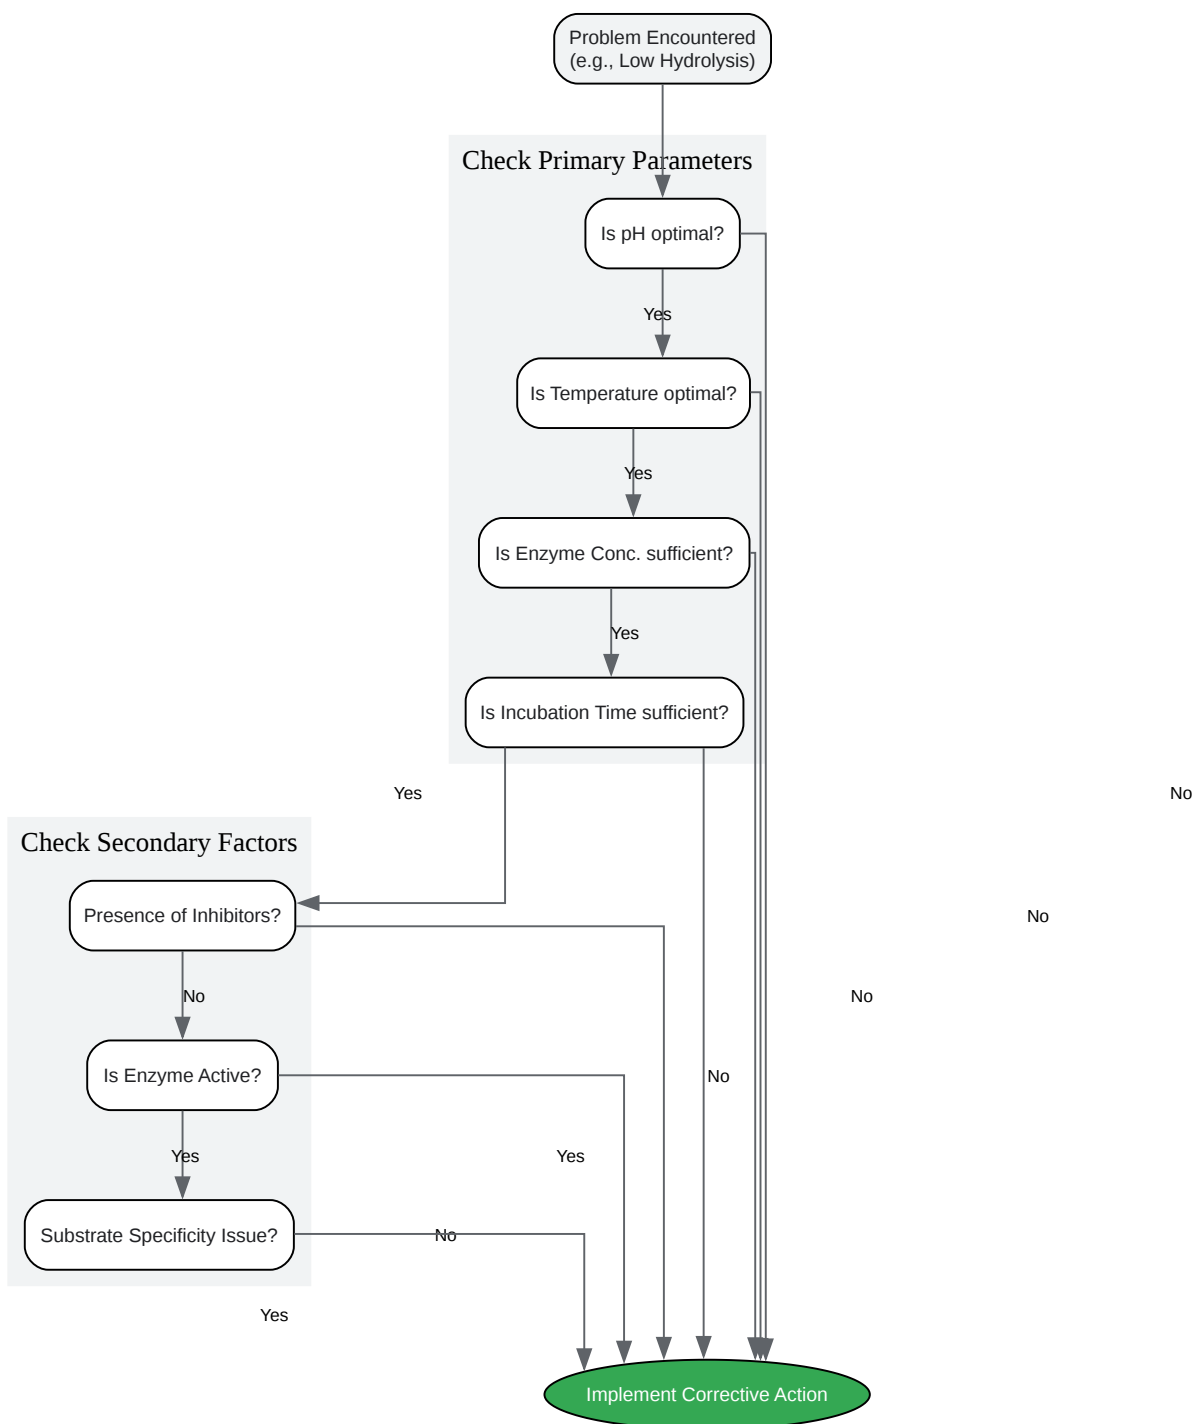 Problem Encountered
(e.g., Low Hydrolysis)
Check Primary Parameters
Is pH optimal?
Yes
Is Temperature optimal?
Yes
Is Enzyme Conc. sufficient?
Yes
Is Incubation Time sufficient?
Yes
No
Check Secondary Factors
Presence of Inhibitors?
No
No
No
Is Enzyme Active?
No
Yes
Yes
Substrate Specificity Issue?
No
Yes
Implement Corrective Action